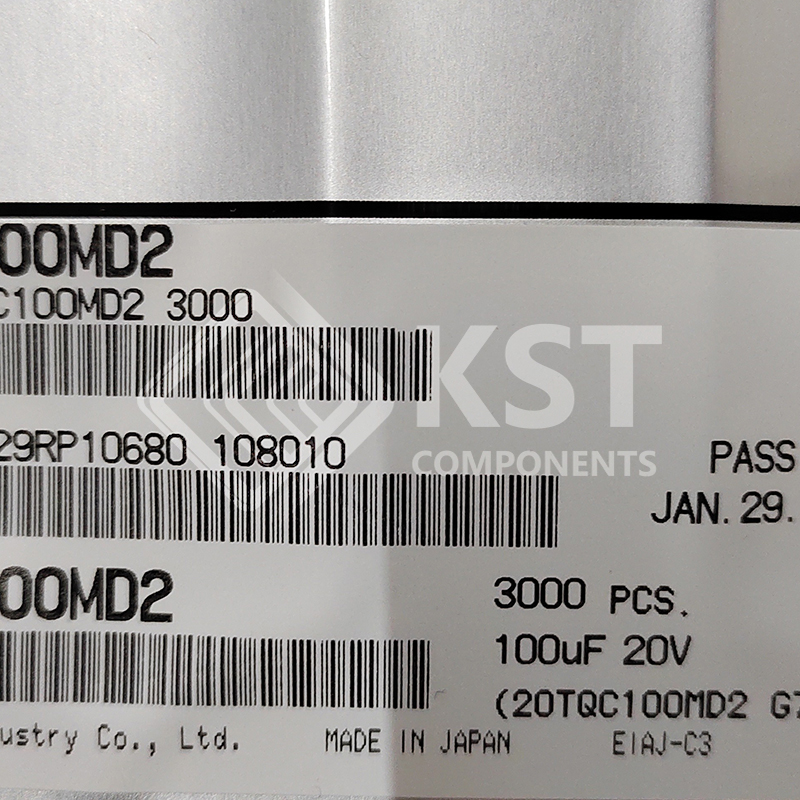 00MD2
C100MD2 3000
29RP10680 108010
PASS
JAN. 29.
00MD2
3000 PCS.
100uF 20V
(20TQC100MD2 G7
ustry Co., Ltd.
MADE IN JAPAN
EIAJ-C3
KST
COMPONENTS